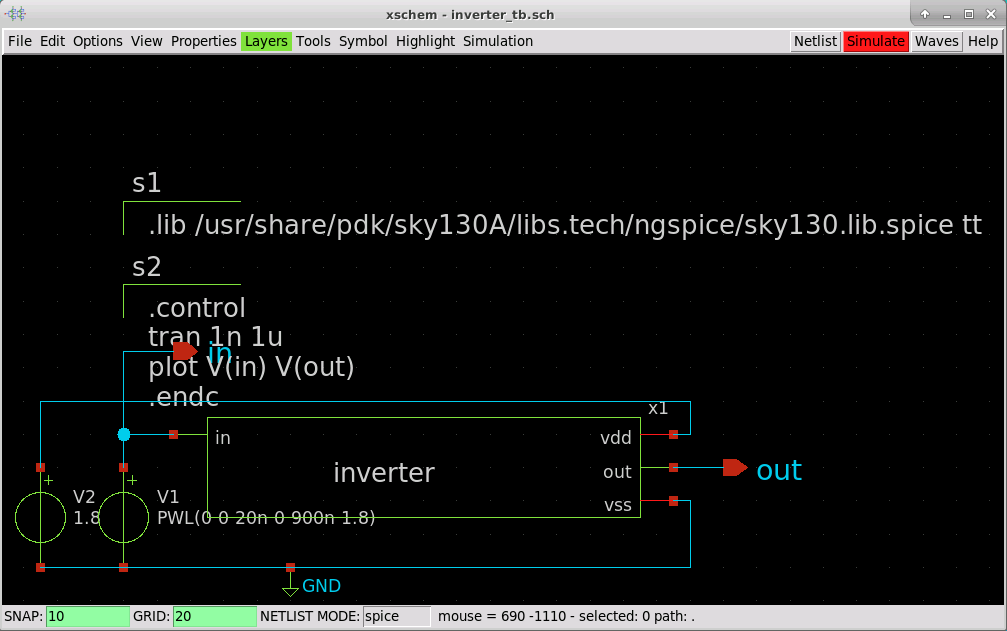 xschem - inverter_tb.sch
File Edit Options View Properties Layers Tools Symbol Highlight Simulation Netlist Simulate Waves Help
s1
.lib /usr/share/pdk/sky130A/libs.tech/ngspice/sky130.lib.spice tt
s2
.control
tran 1n 1u
in
plot V(in) V(out)
.endc
x1
in
vdd
inverter
out
out
vss
+
+
V2
V1
1.8
PWL(0 0 20n 0 900n 1.8)
GND
SNAP: 10 GRID: 20 NETLIST MODE: spice mouse = 690 -1110 - selected: 0 path: .